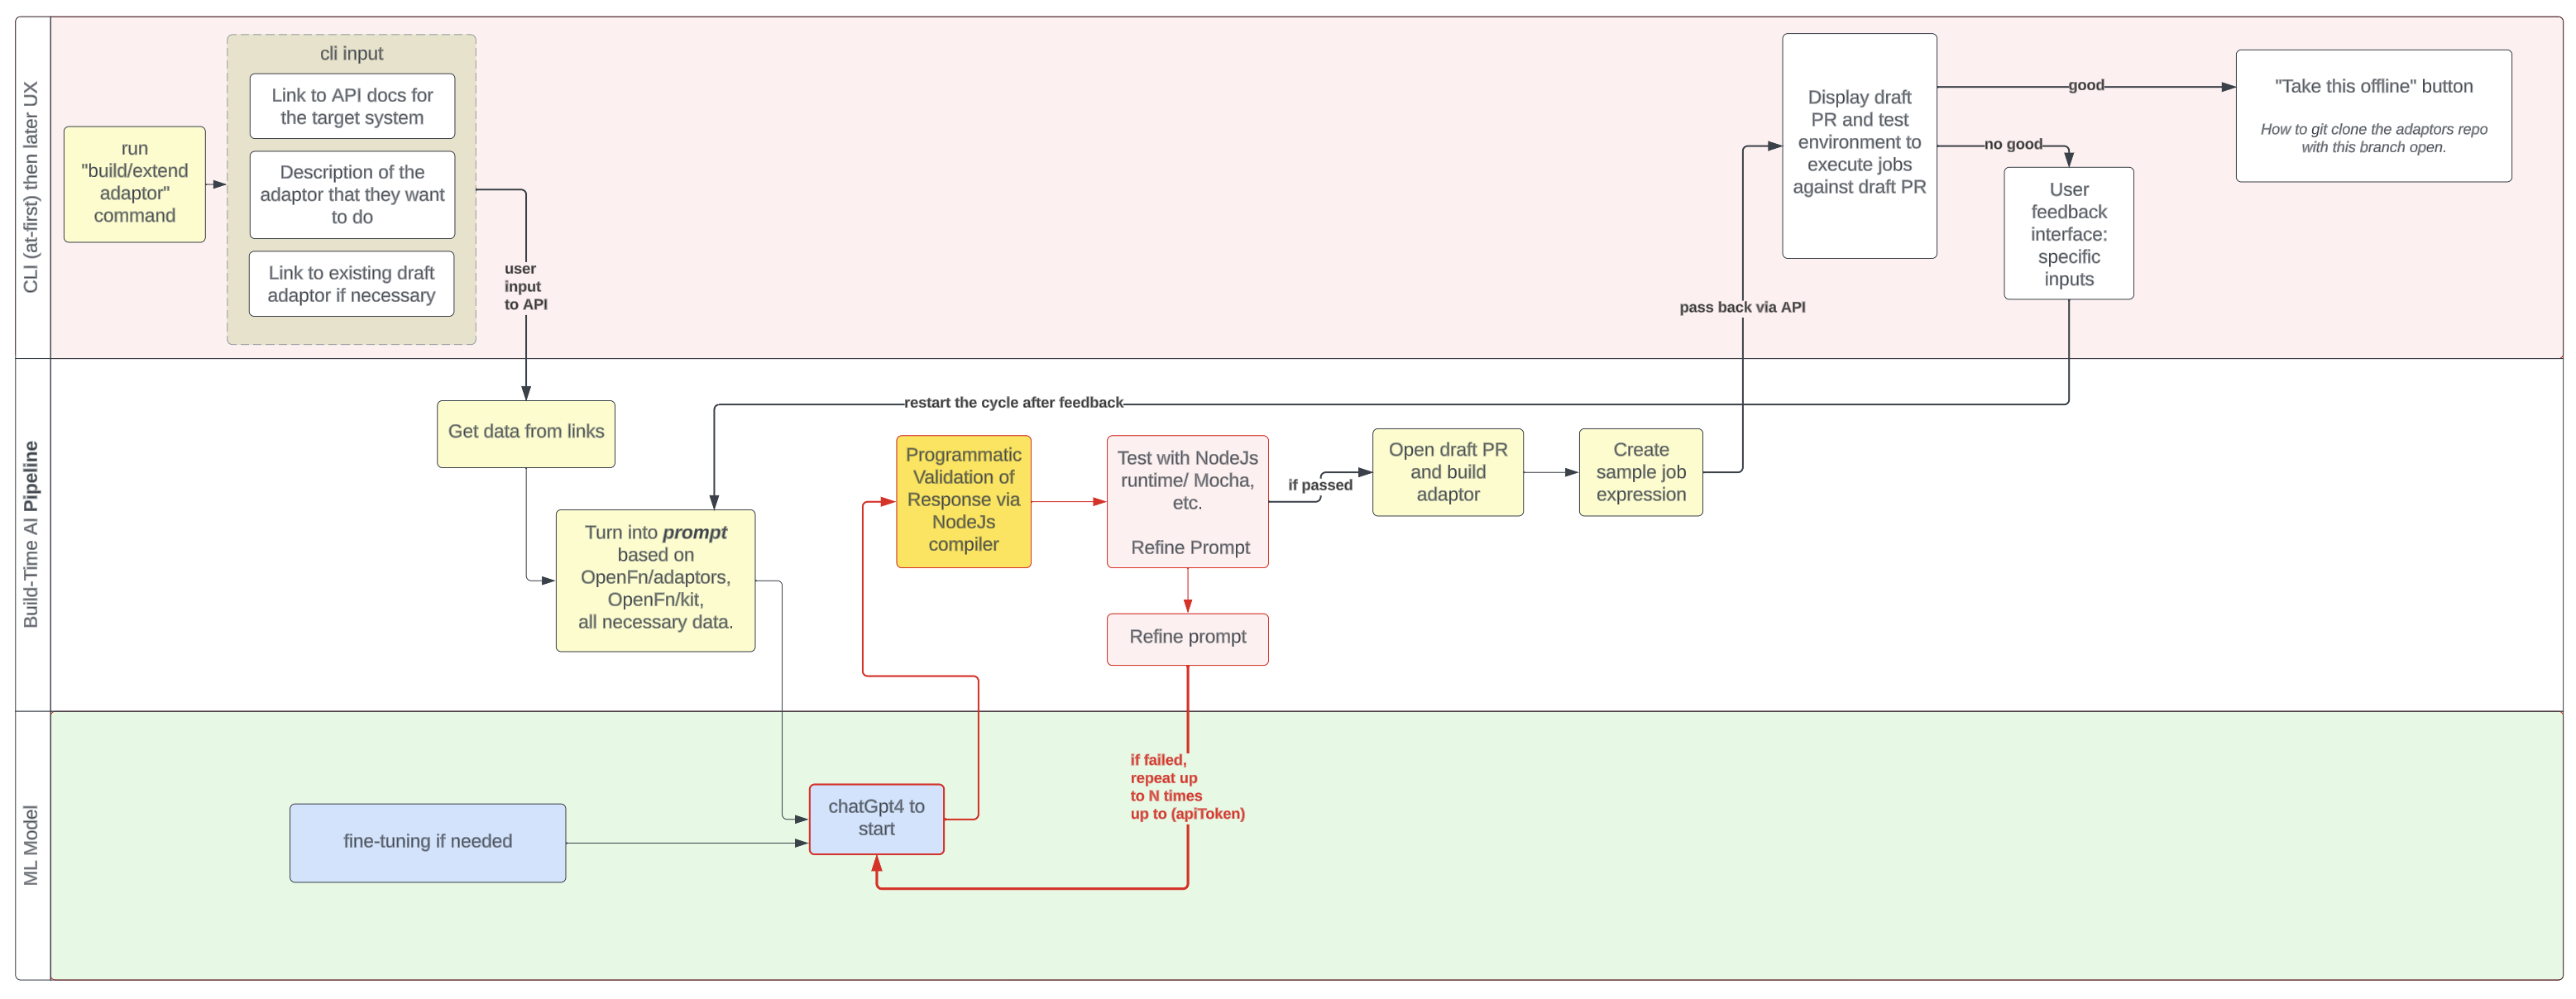 CLI (at-first) then later UX
run
"build/extend
adaptor"
command
cli input
Link to API docs for
the target system
Description of the
adaptor that they want
to do
Link to existing draft
adaptor if necessary
user
input
to API
Display draft
PR and test
environment to
execute jobs
against draft PR
good
no good
"Take this offline" button
How to git clone the adaptors repo
with this branch open.
User
feedback
interface:
specific
inputs
pass back via API
Build-Time AI Pipeline
Get data from links
restart the cycle after feedback
Turn into prompt
based on
OpenFn/adaptors,
OpenFn/kit,
all necessary data.
Programmatic
Validation of
Response via
NodeJs
compiler
Test with NodeJs
runtime/ Mocha,
etc.
Refine Prompt
if passed
Open draft PR
and build
adaptor
Create
sample job
expression
Refine prompt
ML Model
fine-tuning if needed
chatGpt4 to
start
if failed,
repeat up
to N times
up to (apiToken)